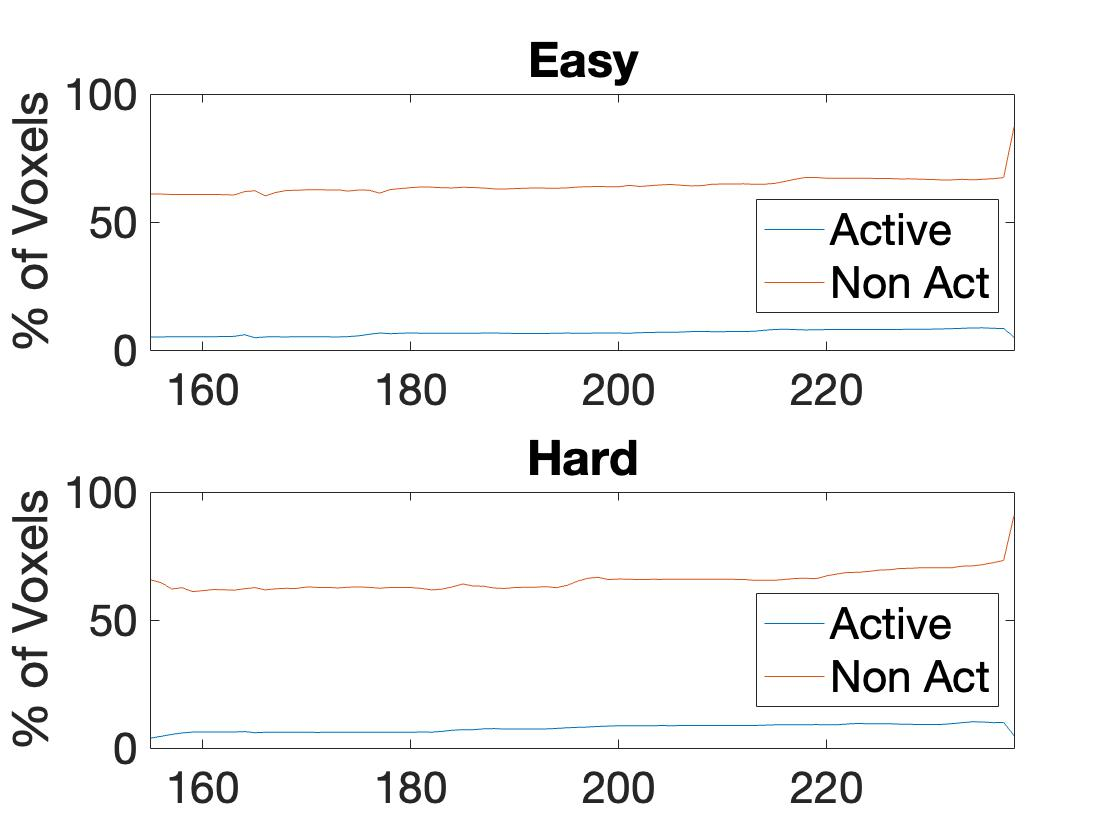 Easy
% of Voxels
100
50
0
Active
Non Act
160 180 200 220
Hard
% of Voxels
100
50
0
Active
Non Act
160 180 200 220